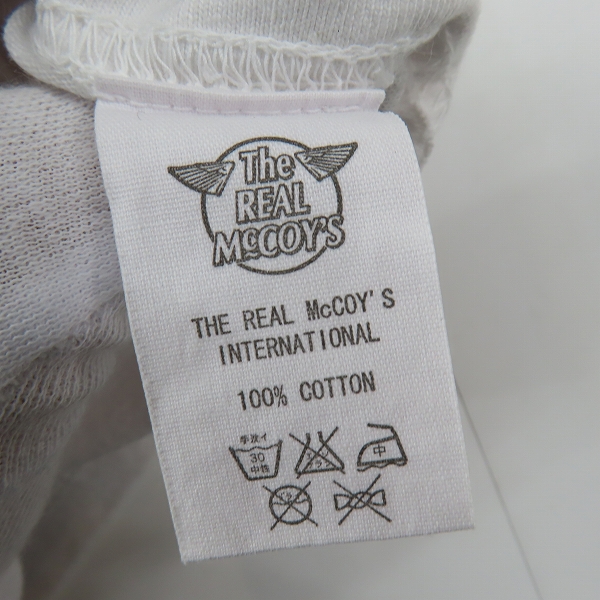 The
REAL
McCOY'S
THE REAL McCOY'S
INTERNATIONAL
100% COTTON
手洗イ
30
中性
中